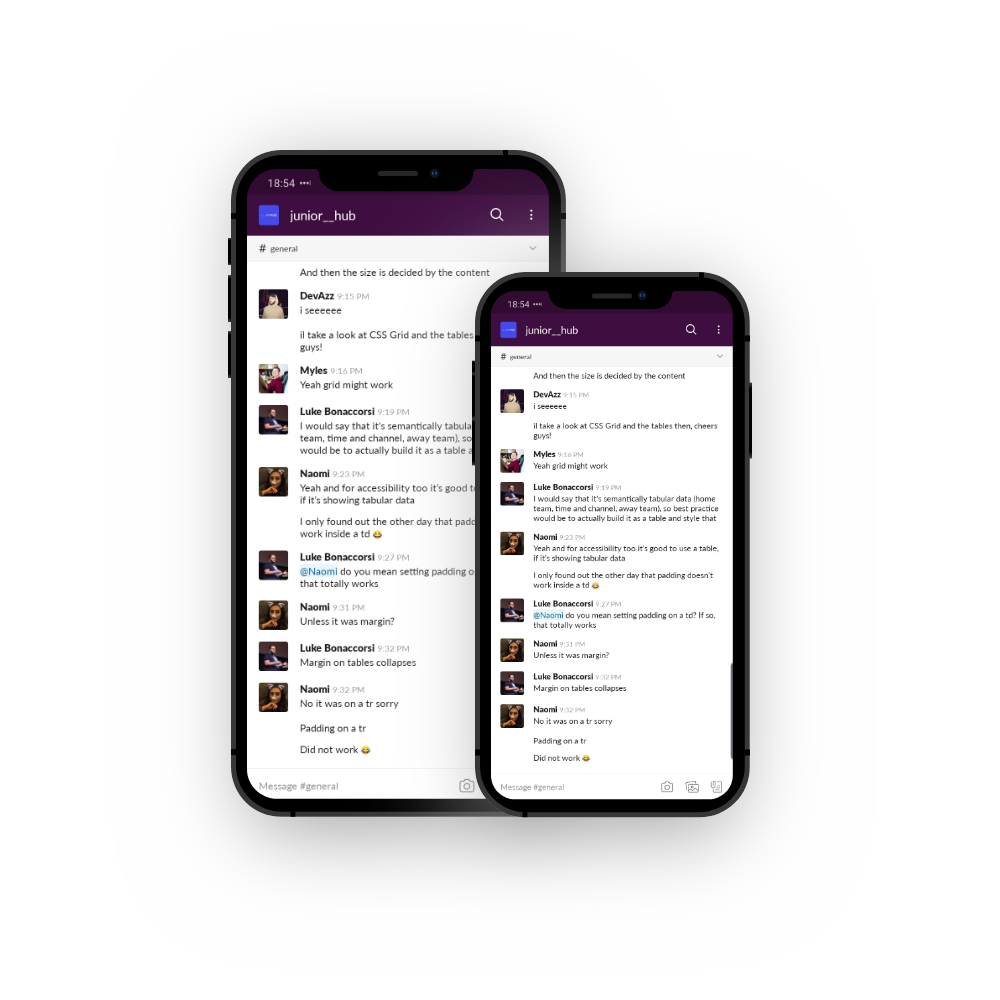 18:54
junior__hub
# general
And then the size is decided by the content
DevAzz 9:15 PM
i seeeeee
il take a look at CSS Grid and the tables
guys!
Myles 9:16 PM
Yeah grid might work
Luke Bonaccorsi 9:19 PM
I would say that it's semantically tabula
team, time and channel, away team), so
would be to actually build it as a table a
Naomi 9:23 PM
Yeah and for accessibility too it's good t
if it's showing tabular data
I only found out the other day that padd
work inside a td 😂
Luke Bonaccorsi 9:27 PM
@Naomi do you mean setting padding o
that totally works
Naomi 9:31 PM
Unless it was margin?
Luke Bonaccorsi 9:32 PM
Margin on tables collapses
Naomi 9:32 PM
No it was on a tr sorry
Padding on a tr
Did not work 😂
Message #general
18:54
junior__hub
# general
And then the size is decided by the content
DevAzz 9:15 PM
i seeeeee
il take a look at CSS Grid and the tables then, cheers
guys!
Myles 9:16 PM
Yeah grid might work
Luke Bonaccorsi 9:19 PM
I would say that it's semantically tabular data (home
team, time and channel, away team), so best practice
would be to actually build it as a table and style that
Naomi 9:23 PM
Yeah and for accessibility too it's good to use a table,
if it's showing tabular data
I only found out the other day that padding doesn't
work inside a td 😂
Luke Bonaccorsi 9:27 PM
@Naomi do you mean setting padding on a td? If so,
that totally works
Naomi 9:31 PM
Unless it was margin?
Luke Bonaccorsi 9:32 PM
Margin on tables collapses
Naomi 9:32 PM
No it was on a tr sorry
Padding on a tr
Did not work 😂
Message #general